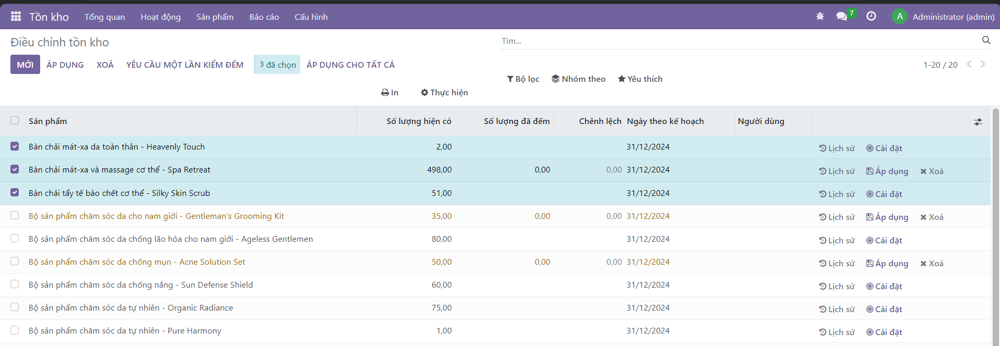 Tồn kho Tổng quan Hoạt động Sản phẩm Báo cáo Cấu hình 7 A Administrator (admin)
Điều chỉnh tồn kho Tìm...
MỚI ÁP DỤNG XOÁ YÊU CẦU MỘT LẦN KIỂM ĐẾM 3 đã chọn ÁP DỤNG CHO TẤT CẢ 1-20 / 20
Bộ lọc Nhóm theo Yêu thích
In Thực hiện
Sản phẩm Số lượng hiện có Số lượng đã đếm Chênh lệch Ngày theo kế hoạch Người dùng
Bàn chải mát-xa da toàn thân - Heavenly Touch 2,00 31/12/2024 Lịch sử Cài đặt
Bàn chải mát-xa và massage cơ thể - Spa Retreat 498,00 0,00 0,00 31/12/2024 Lịch sử Áp dụng Xoá
Bàn chải tẩy tế bào chết cơ thể - Silky Skin Scrub 51,00 31/12/2024 Lịch sử Cài đặt
Bộ sản phẩm chăm sóc da cho nam giới - Gentleman's Grooming Kit 35,00 0,00 0,00 31/12/2024 Lịch sử Áp dụng Xoá
Bộ sản phẩm chăm sóc da chống lão hóa cho nam giới - Ageless Gentlemen 80,00 31/12/2024 Lịch sử Cài đặt
Bộ sản phẩm chăm sóc da chống mụn - Acne Solution Set 50,00 0,00 0,00 31/12/2024 Lịch sử Áp dụng Xoá
Bộ sản phẩm chăm sóc da chống nắng - Sun Defense Shield 60,00 31/12/2024 Lịch sử Cài đặt
Bộ sản phẩm chăm sóc da tự nhiên - Organic Radiance 75,00 31/12/2024 Lịch sử Cài đặt
Bộ sản phẩm chăm sóc da tự nhiên - Pure Harmony 1,00 31/12/2024 Lịch sử Cài đặt